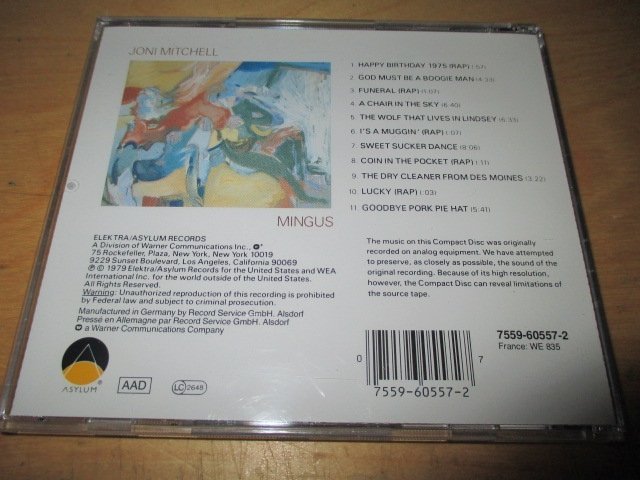 JONI MITCHELL
1 HAPPY BIRTHDAY 1975 (RAP) (:57)
2 GOD MUST BE A BOOGIE MAN (4:33)
3 FUNERAL (RAP) (1:07)
4 A CHAIR IN THE SKY (6:40)
5 THE WOLF THAT LIVES IN LINDSEY (6:33)
6 I'S A MUGGIN' (RAP) (:07)
7 SWEET SUCKER DANCE (8:06)
8 COIN IN THE POCKET (RAP) (:11)
9 THE DRY CLEANER FROM DES MOINES (3:22)
10 LUCKY (RAP) (:03)
11 GOODBYE PORK PIE HAT (5:41)
MINGUS
ELEKTRA/ASYLUM RECORDS
A Division of Warner Communications Inc.,
75 Rockefeller, Plaza, New York, New York 10019
9229 Sunset Boulevard, Los Angeles, California 90069
℗ © 1979 Elektra/Asylum Records for the United States and WEA
International Inc. for the world outside of the United States.
All Rights Reserved.
Warning: Unauthorized reproduction of this recording is prohibited
by Federal law and subject to criminal prosecution.
Manufactured in Germany by Record Service GmbH. Alsdorf
Pressé en Allemagne par Record Service GmbH. Alsdorf
a Warner Communications Company
The music on this Compact Disc was originally
recorded on analog equipment. We have attempted
to preserve, as closely as possible, the sound of the
original recording. Because of its high resolution,
however, the Compact Disc can reveal limitations of
the source tape.
7559-60557-2
France: WE 835
0 7
7559-60557-2
ASYLUM
AAD
LC 2648